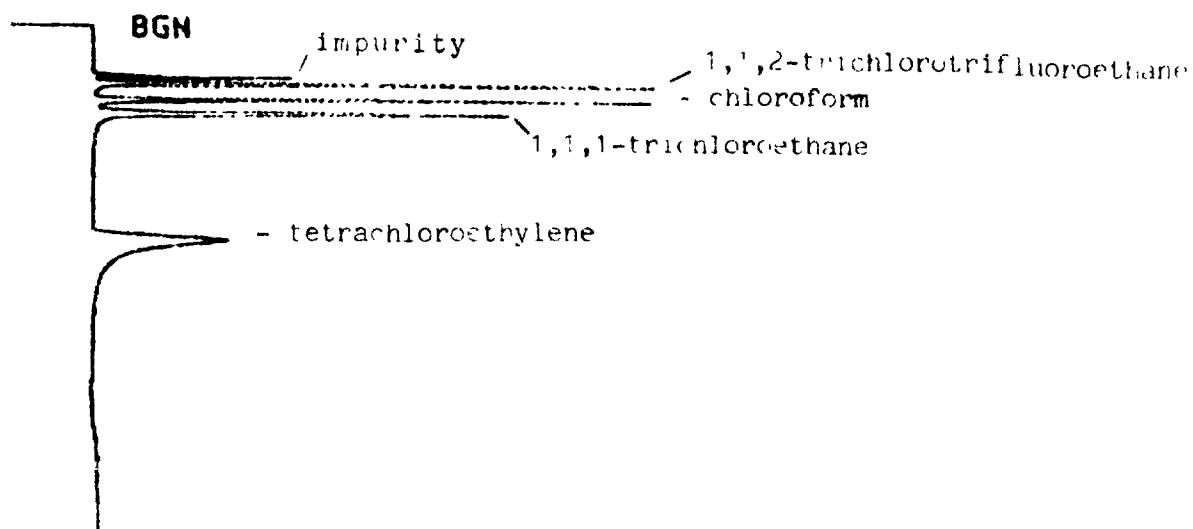 BGN
impurity
1,1,2-trichlorotrifluoroethane
- chloroform
1,1,1-trichloroethane
- tetrachloroethylene